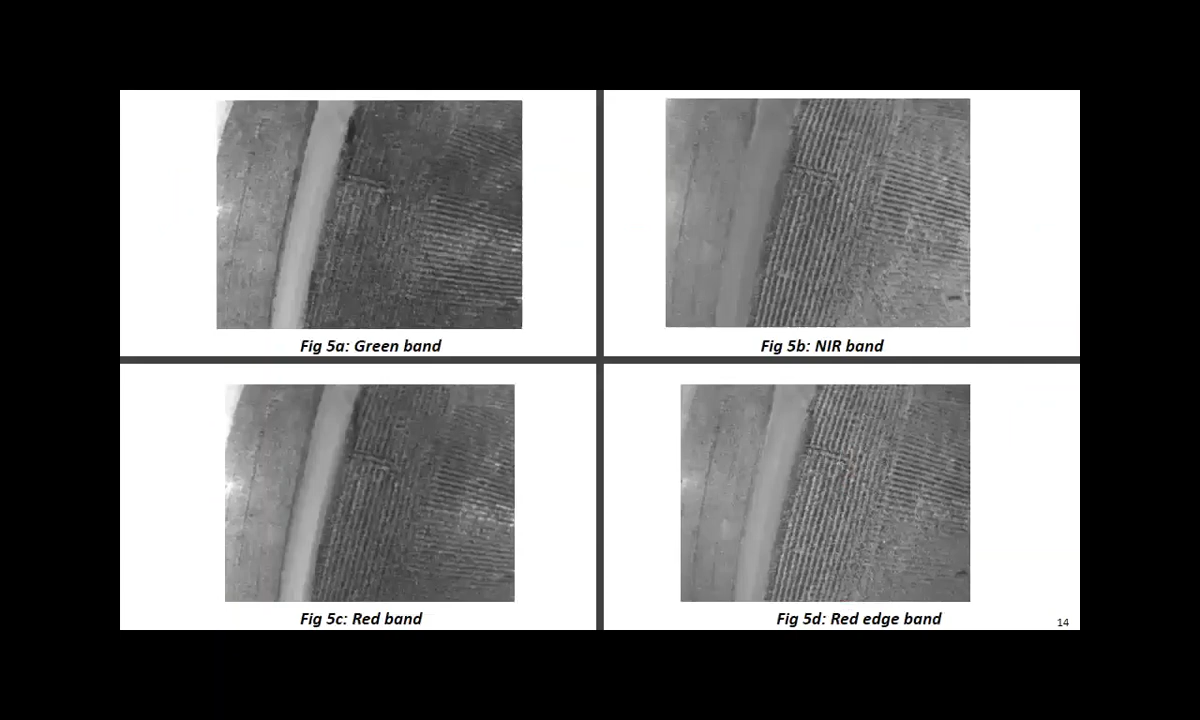 Fig 5a: Green band
Fig 5b: NIR band
Fig 5c: Red band
Fig 5d: Red edge band
14